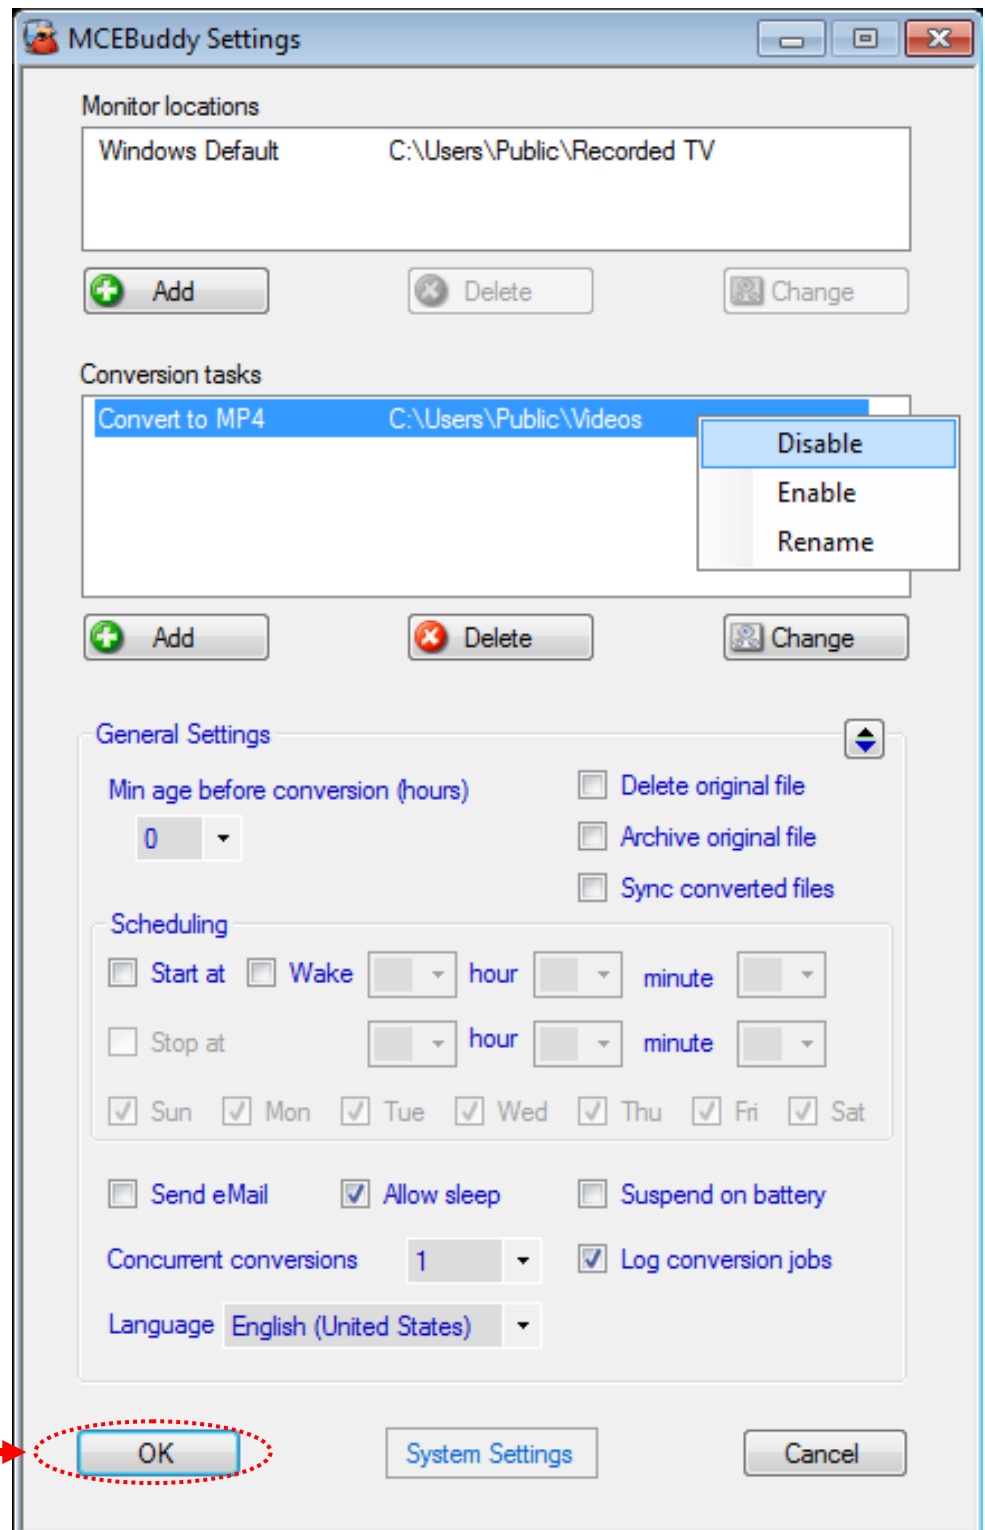 MCEBuddy Settings
Monitor locations
Windows Default C:\Users\Public\Recorded TV
Add Delete Change
Conversion tasks
Convert to MP4 C:\Users\Public\Videos
Disable
Enable
Rename
Add Delete Change
General Settings
Min age before conversion (hours) Delete original file
0 Archive original file
Sync converted files
Scheduling
Start at Wake hour minute
Stop at hour minute
Sun Mon Tue Wed Thu Fri Sat
Send eMail Allow sleep Suspend on battery
Concurrent conversions 1 Log conversion jobs
Language English (United States)
OK System Settings Cancel